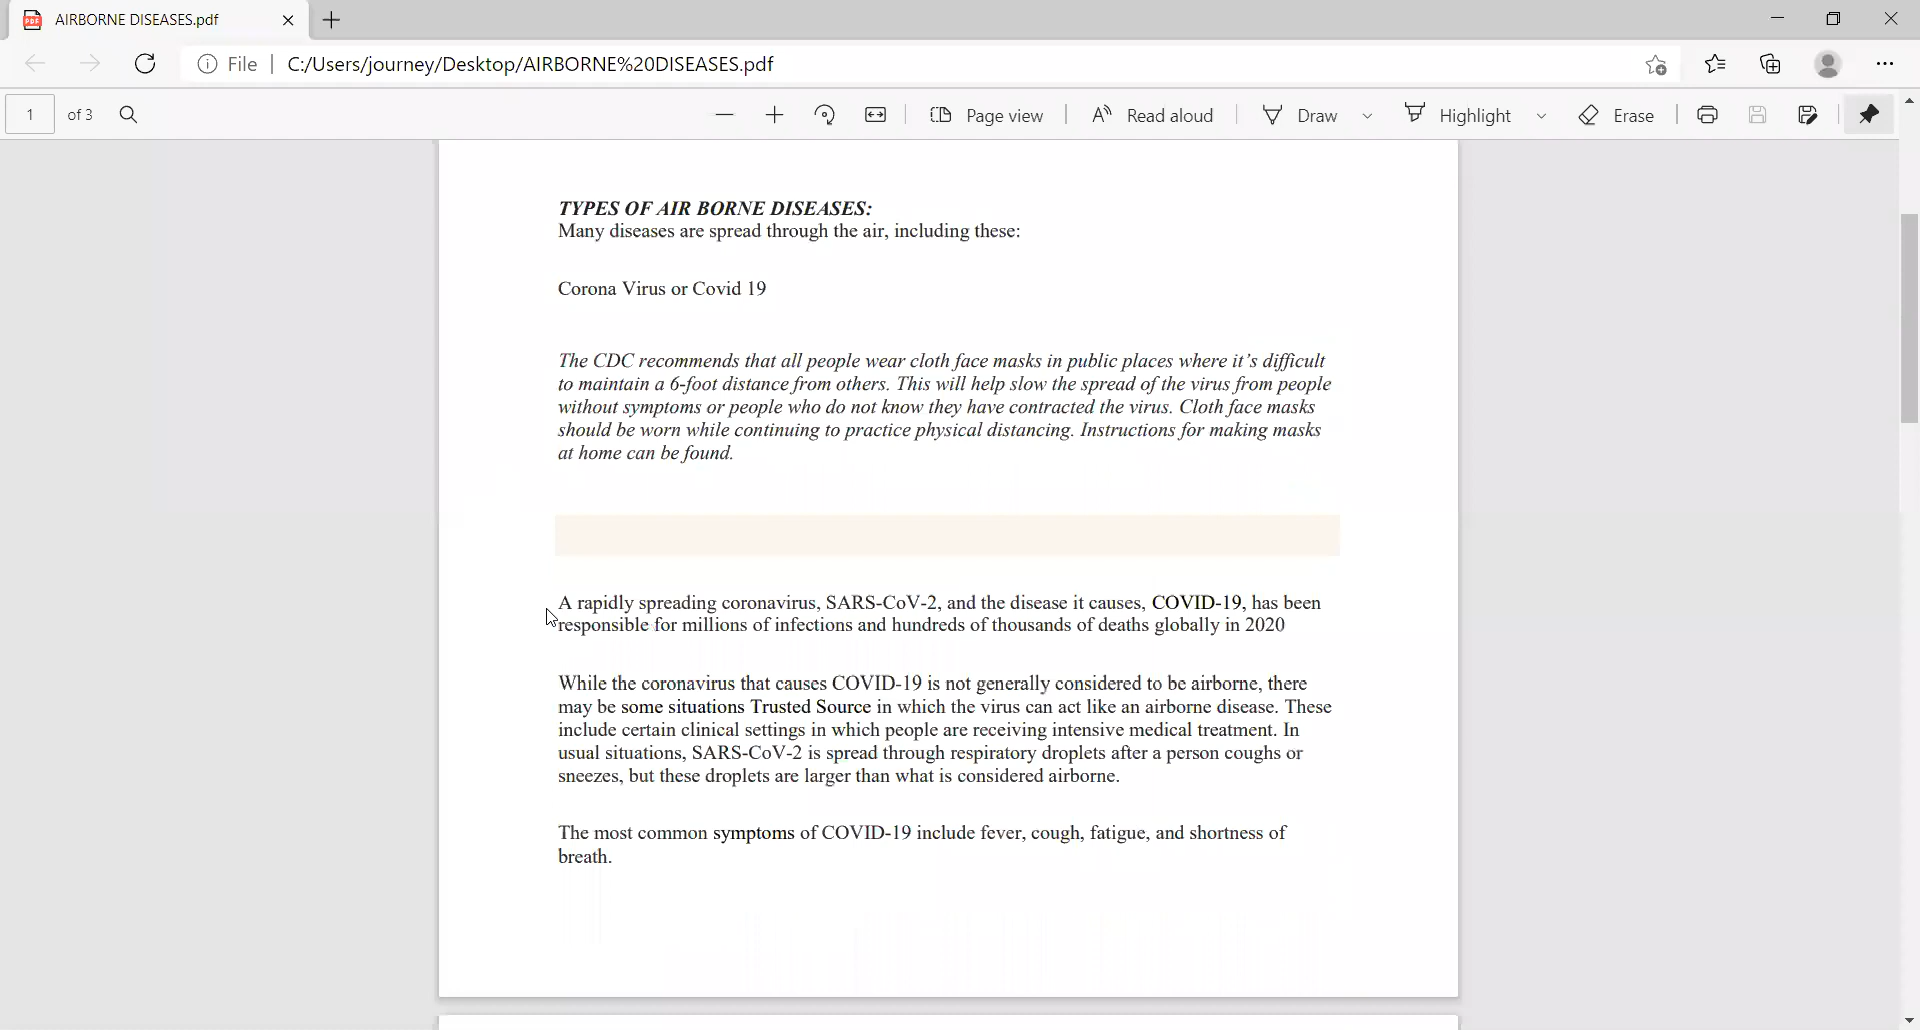 AIRBORNE DISEASES.pdf
File | C:/Users/journey/Desktop/AIRBORNE%20DISEASES.pdf
1 of 3 Page view Read aloud Draw Highlight Erase
TYPES OF AIR BORNE DISEASES:
Many diseases are spread through the air, including these:
Corona Virus or Covid 19
The CDC recommends that all people wear cloth face masks in public places where it’s difficult
to maintain a 6-foot distance from others. This will help slow the spread of the virus from people
without symptoms or people who do not know they have contracted the virus. Cloth face masks
should be worn while continuing to practice physical distancing. Instructions for making masks
at home can be found.
A rapidly spreading coronavirus, SARS-CoV-2, and the disease it causes, COVID-19, has been
responsible for millions of infections and hundreds of thousands of deaths globally in 2020
While the coronavirus that causes COVID-19 is not generally considered to be airborne, there
may be some situations Trusted Source in which the virus can act like an airborne disease. These
include certain clinical settings in which people are receiving intensive medical treatment. In
usual situations, SARS-CoV-2 is spread through respiratory droplets after a person coughs or
sneezes, but these droplets are larger than what is considered airborne.
The most common symptoms of COVID-19 include fever, cough, fatigue, and shortness of
breath.